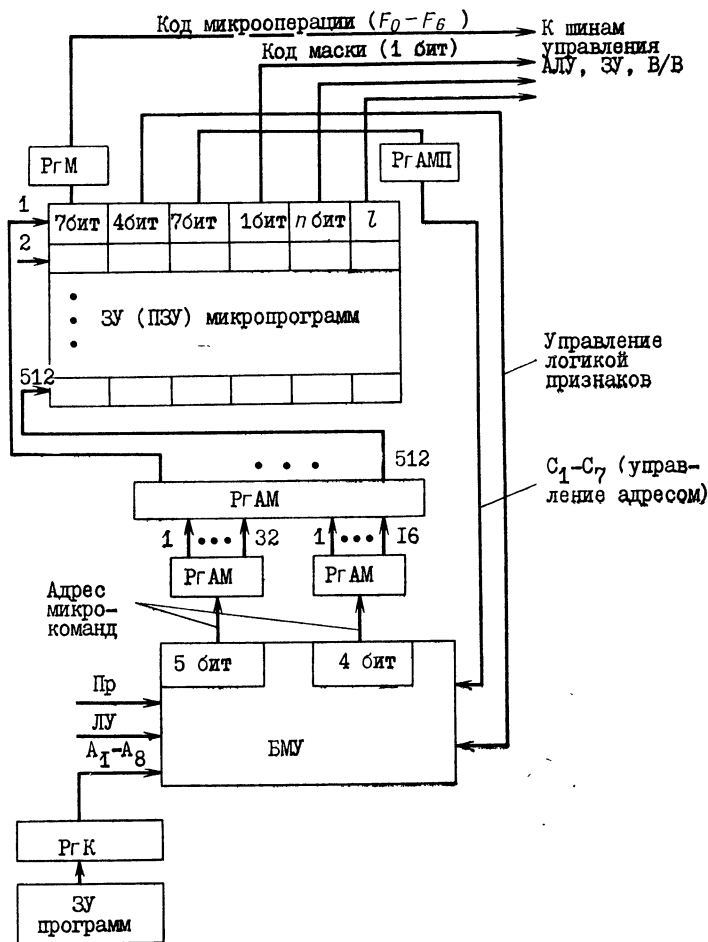 Код микрооперации (F0–F6)
Код маски (1 бит)
К шинам
управления
АЛУ, ЗУ, В/В
РгМ
РгАМП
1
7бит 4бит 7бит 1бит n бит l
2
ЗУ (ПЗУ) микропрограмм
512
Управление
логикой
признаков
512
C1–C7 (управ-
ление адресом)
РгАМ
1 32 1 I6
РгАМ РгАМ
Адрес
микро-
команд
5 бит 4 бит
Пр
ЛУ
БМУ
A1–A8
РгК
ЗУ
программ